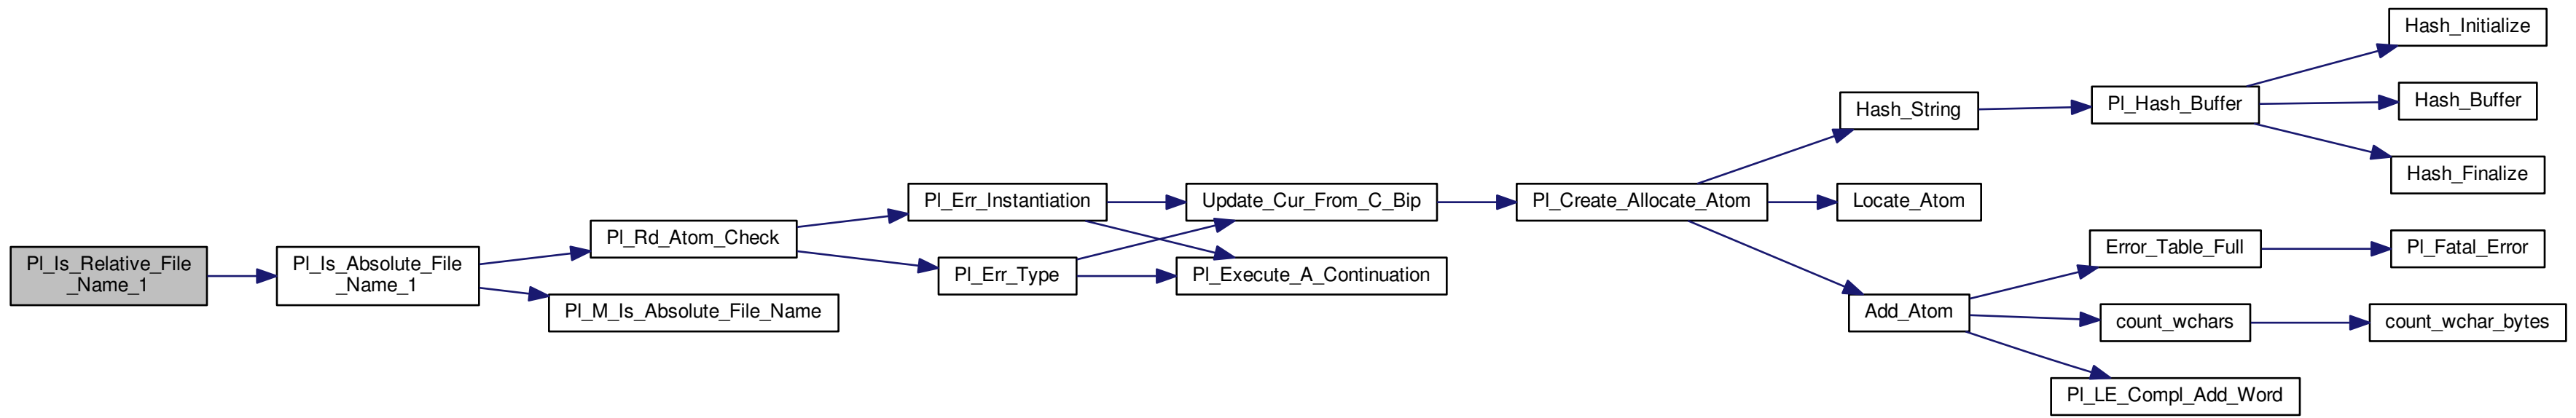 Pl_Is_Relative_File
_Name_1
Pl_Is_Absolute_File
_Name_1
Pl_Rd_Atom_Check
Pl_M_Is_Absolute_File_Name
Pl_Err_Instantiation
Pl_Err_Type
Update_Cur_From_C_Bip
Pl_Execute_A_Continuation
Pl_Create_Allocate_Atom
Hash_String
Locate_Atom
Add_Atom
Pl_Hash_Buffer
Error_Table_Full
count_wchars
Pl_LE_Compl_Add_Word
Hash_Initialize
Hash_Buffer
Hash_Finalize
Pl_Fatal_Error
count_wchar_bytes